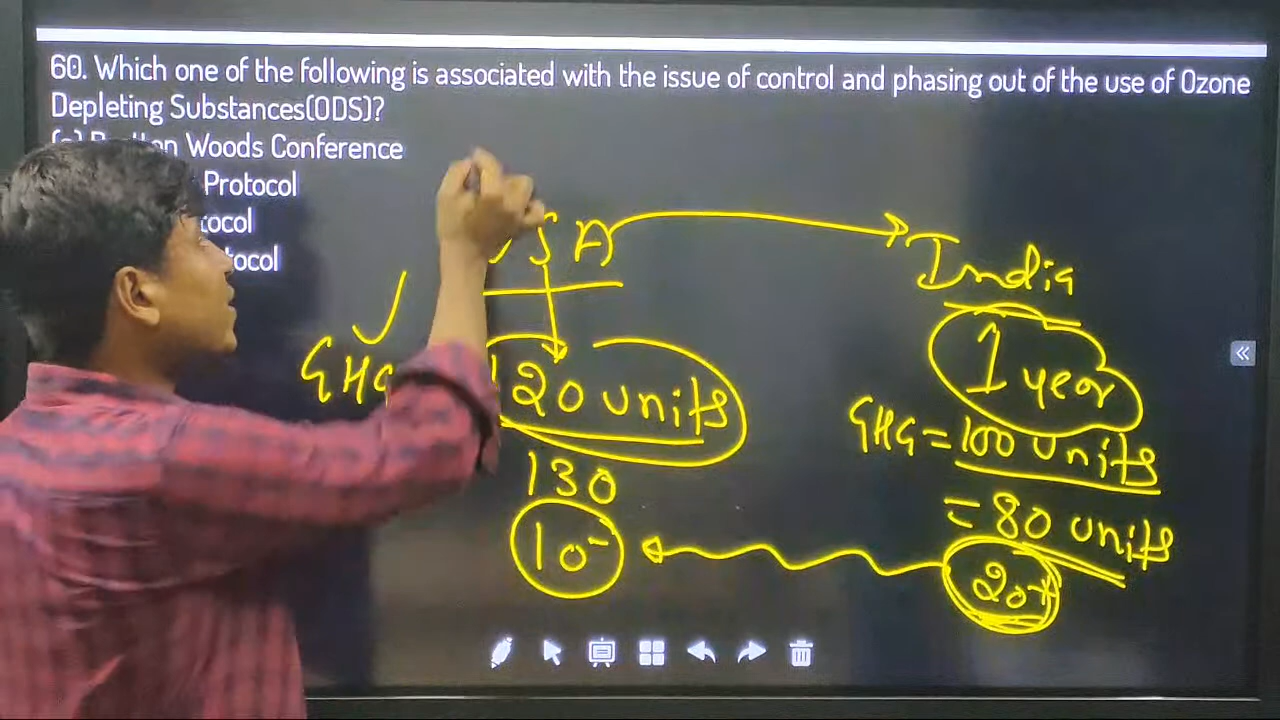 60. Which one of the following is associated with the issue of control and phasing out of the use of Ozone
Depleting Substances(ODS)?
Woods Conference
Protocol
SA
India
GHG
120 units
1 year
GHG = 100 units
130
= 80 units
10-
20+